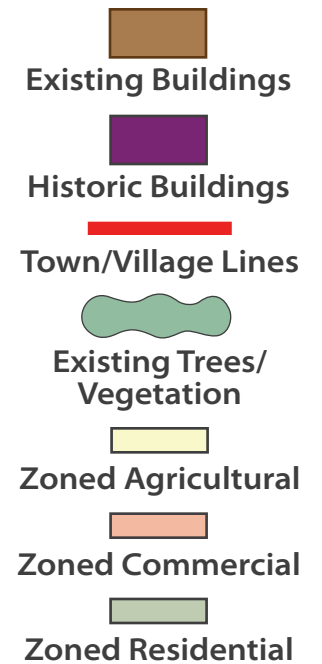 Existing Buildings
Historic Buildings
Town/Village Lines
Existing Trees/
Vegetation
Zoned Agricultural
Zoned Commercial
Zoned Residential